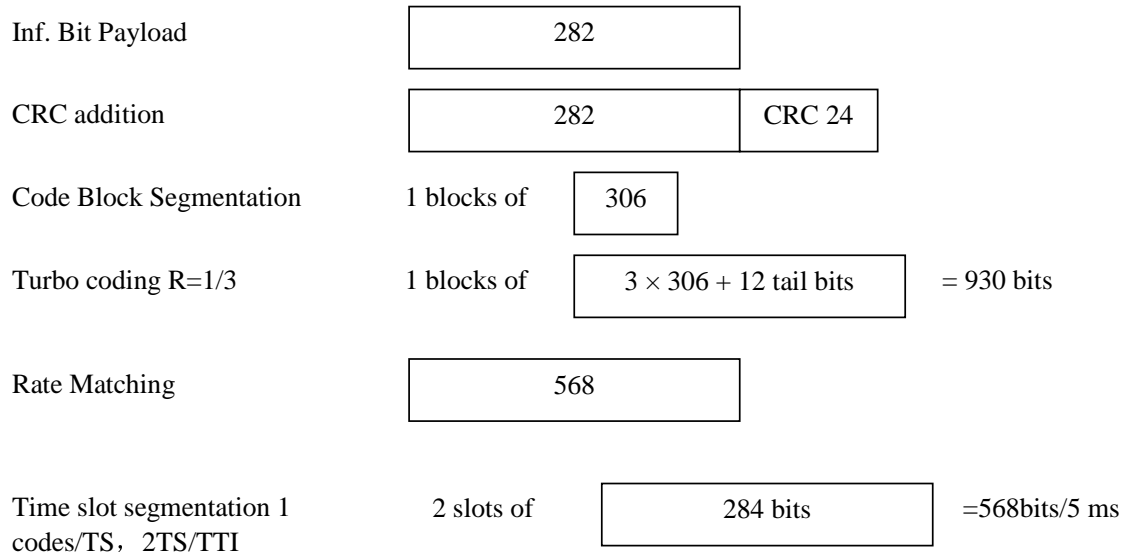 Inf. Bit Payload 282
CRC addition 282 CRC 24
Code Block Segmentation 1 blocks of 306
Turbo coding R=1/3 1 blocks of 3 × 306 + 12 tail bits = 930 bits
Rate Matching 568
Time slot segmentation 1 2 slots of 284 bits =568bits/5 ms
codes/TS，2TS/TTI